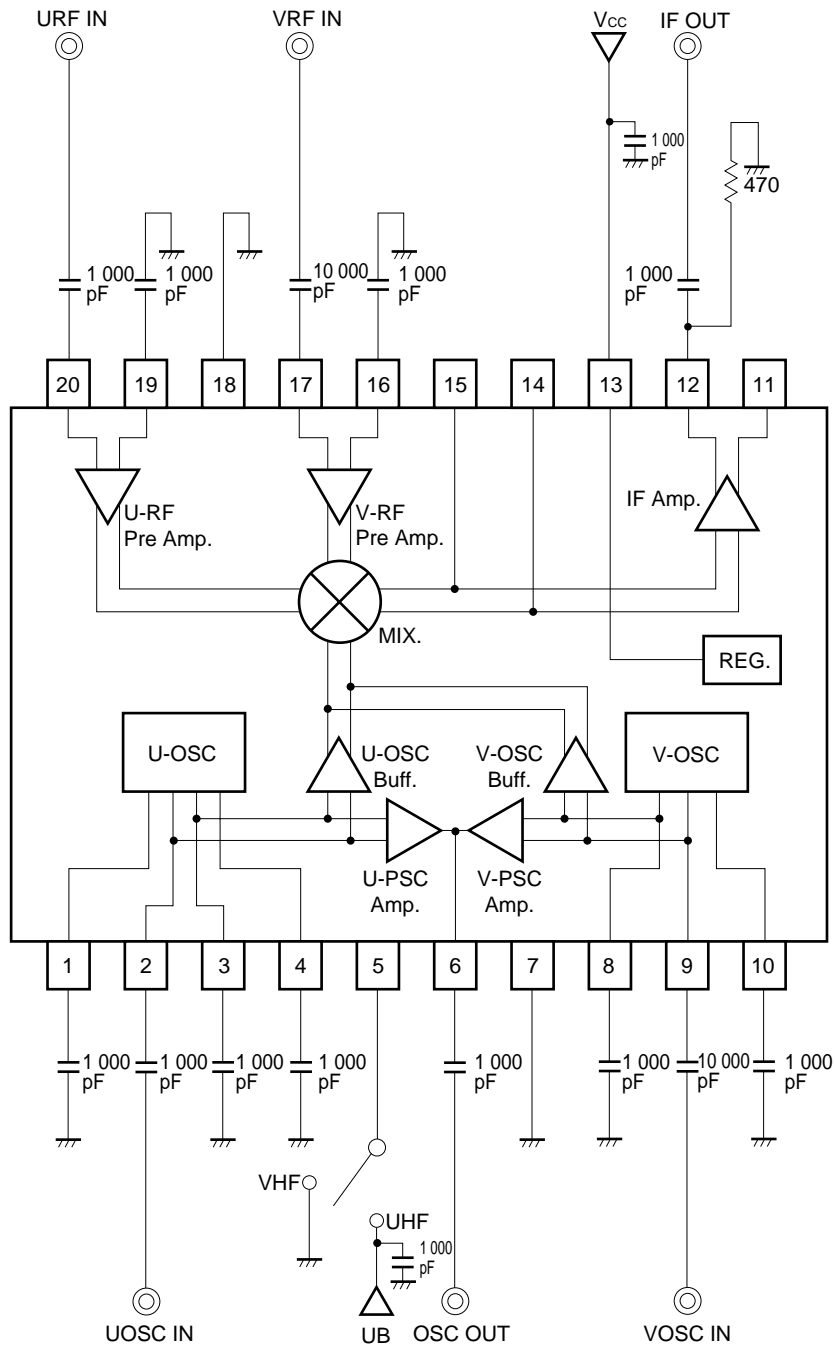 URF IN
VRF IN
Vcc
IF OUT
1 000
pF
470
1 000
pF
1 000
pF
10 000
pF
1 000
pF
1 000
pF
20
19
18
17
16
15
14
13
12
11
U-RF
Pre Amp.
V-RF
Pre Amp.
IF Amp.
MIX.
REG.
U-OSC
U-OSC
Buff.
V-OSC
Buff.
V-OSC
U-PSC
Amp.
V-PSC
Amp.
1
2
3
4
5
6
7
8
9
10
1 000
pF
1 000
pF
1 000
pF
1 000
pF
1 000
pF
1 000
pF
10 000
pF
1 000
pF
VHF
UHF
1 000
pF
UOSC IN
UB
OSC OUT
VOSC IN